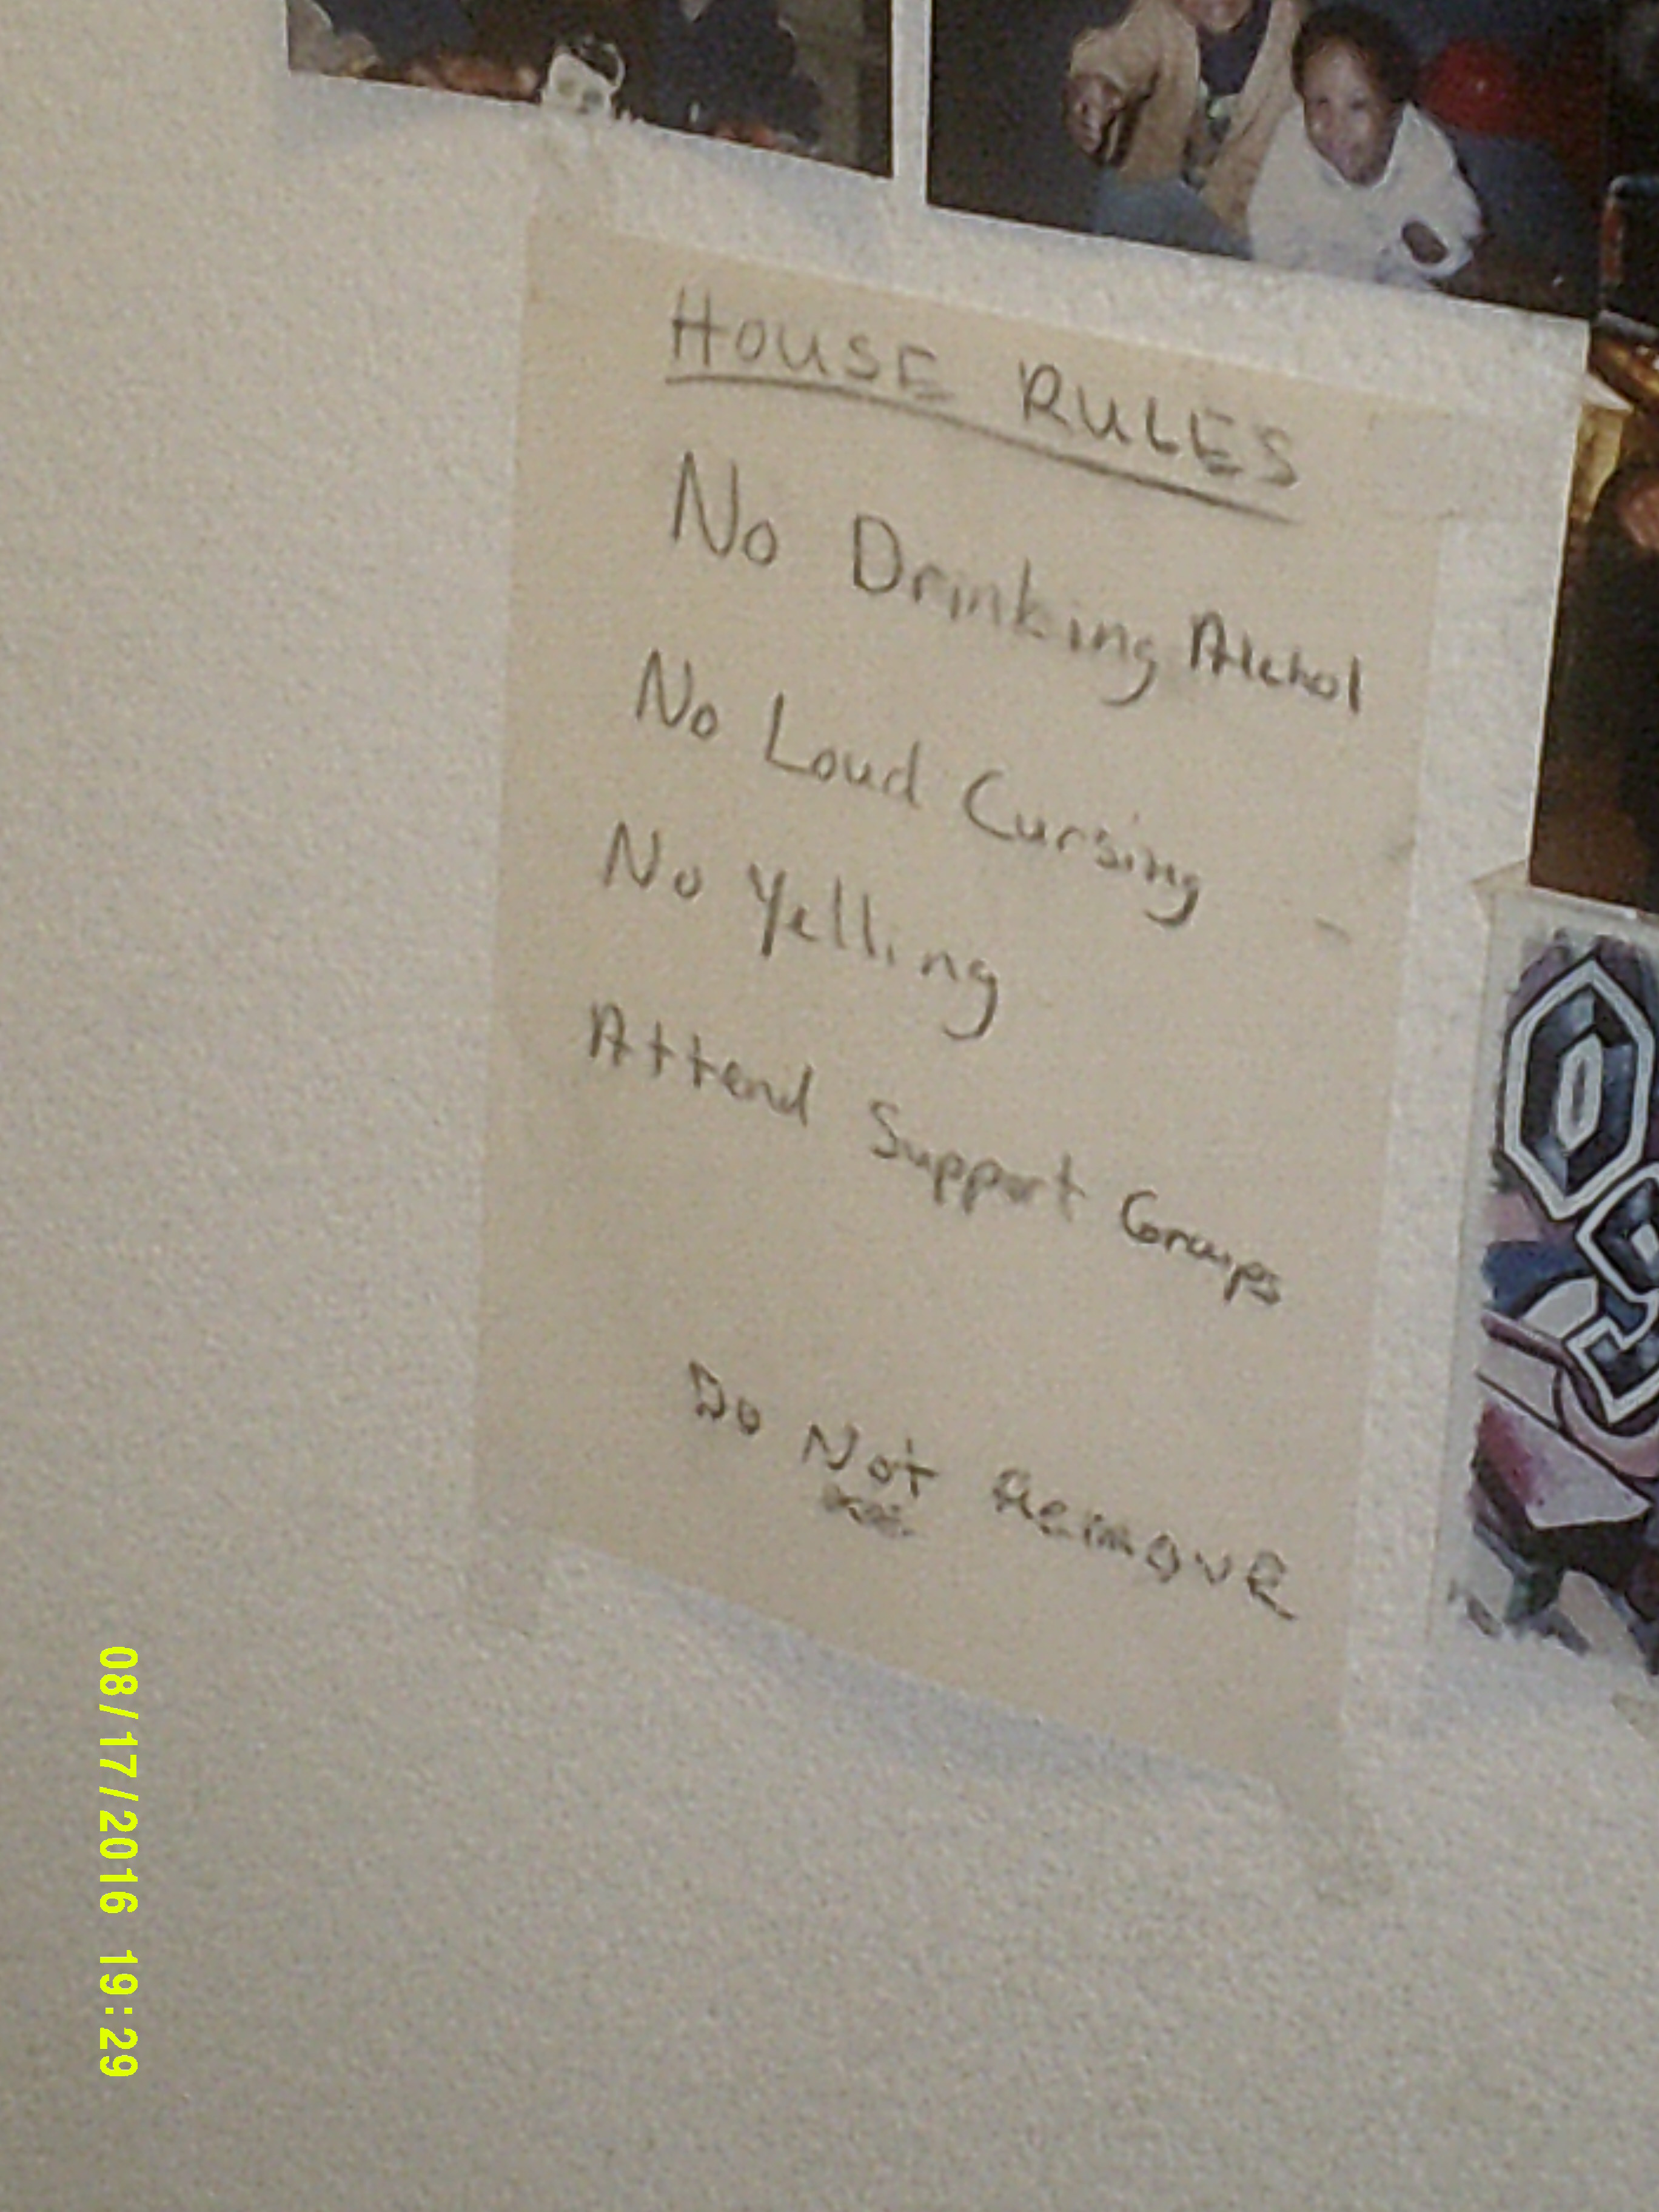 HOUSE RULES
No Drinking Alchol
No Loud Cursing
No Yelling
Attend Support Groups
Do Not RemovE
08/17/2016 19:29